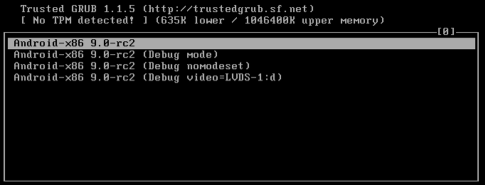 Trusted GRUB 1.1.5 (http://trustedgrub.sf.net)
[ No TPM detected! ] (635K lower / 1046400K upper memory)
[0]
Android-x86 9.0-rc2
Android-x86 9.0-rc2 (Debug mode)
Android-x86 9.0-rc2 (Debug nomodeset)
Android-x86 9.0-rc2 (Debug video=LVDS-1:d)